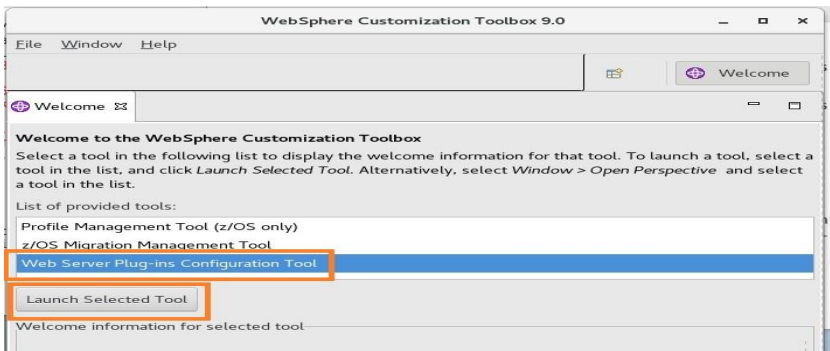 WebSphere Customization Toolbox 9.0
File Window Help
Welcome
Welcome
Welcome to the WebSphere Customization Toolbox
Select a tool in the following list to display the welcome information for that tool. To launch a tool, select a
tool in the list, and click Launch Selected Tool. Alternatively, select Window > Open Perspective and select
a tool in the list.
List of provided tools:
Profile Management Tool (z/OS only)
z/OS Migration Management Tool
Web Server Plug-ins Configuration Tool
Launch Selected Tool
Welcome information for selected tool